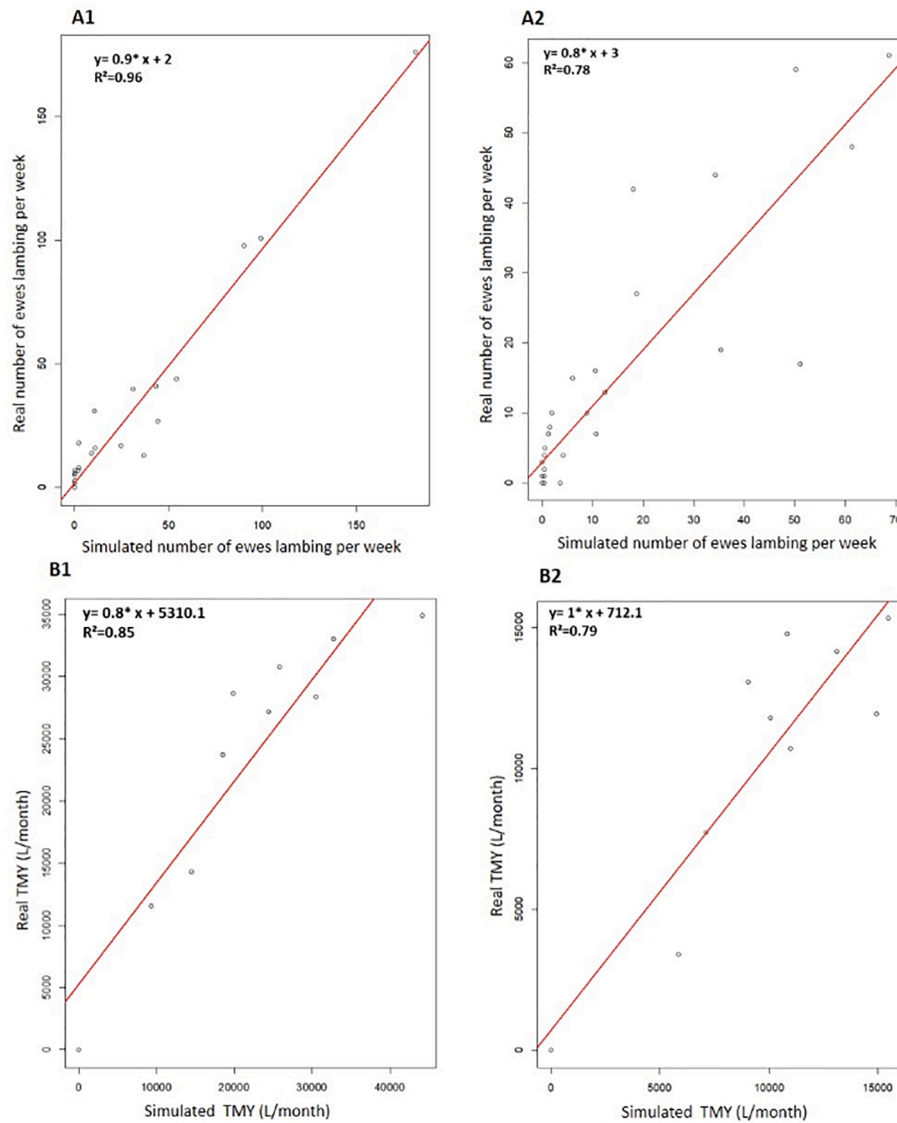 A1
y= 0.9* x + 2
R²=0.96
150
100
50
0
Real number of ewes lambing per week
0 50 100 150
Simulated number of ewes lambing per week
A2
y= 0.8* x + 3
R²=0.78
60
50
40
30
20
10
0
Real number of ewes lambing per week
0 10 20 30 40 50 60 70
Simulated number of ewes lambing per week
B1
y= 0.8* x + 5310.1
R²=0.85
35000
30000
25000
20000
15000
10000
5000
0
Real TMY (L/month)
0 10000 20000 30000 40000
Simulated TMY (L/month)
B2
y= 1* x + 712.1
R²=0.79
15000
10000
5000
0
Real TMY (L/month)
0 5000 10000 15000
Simulated TMY (L/month)